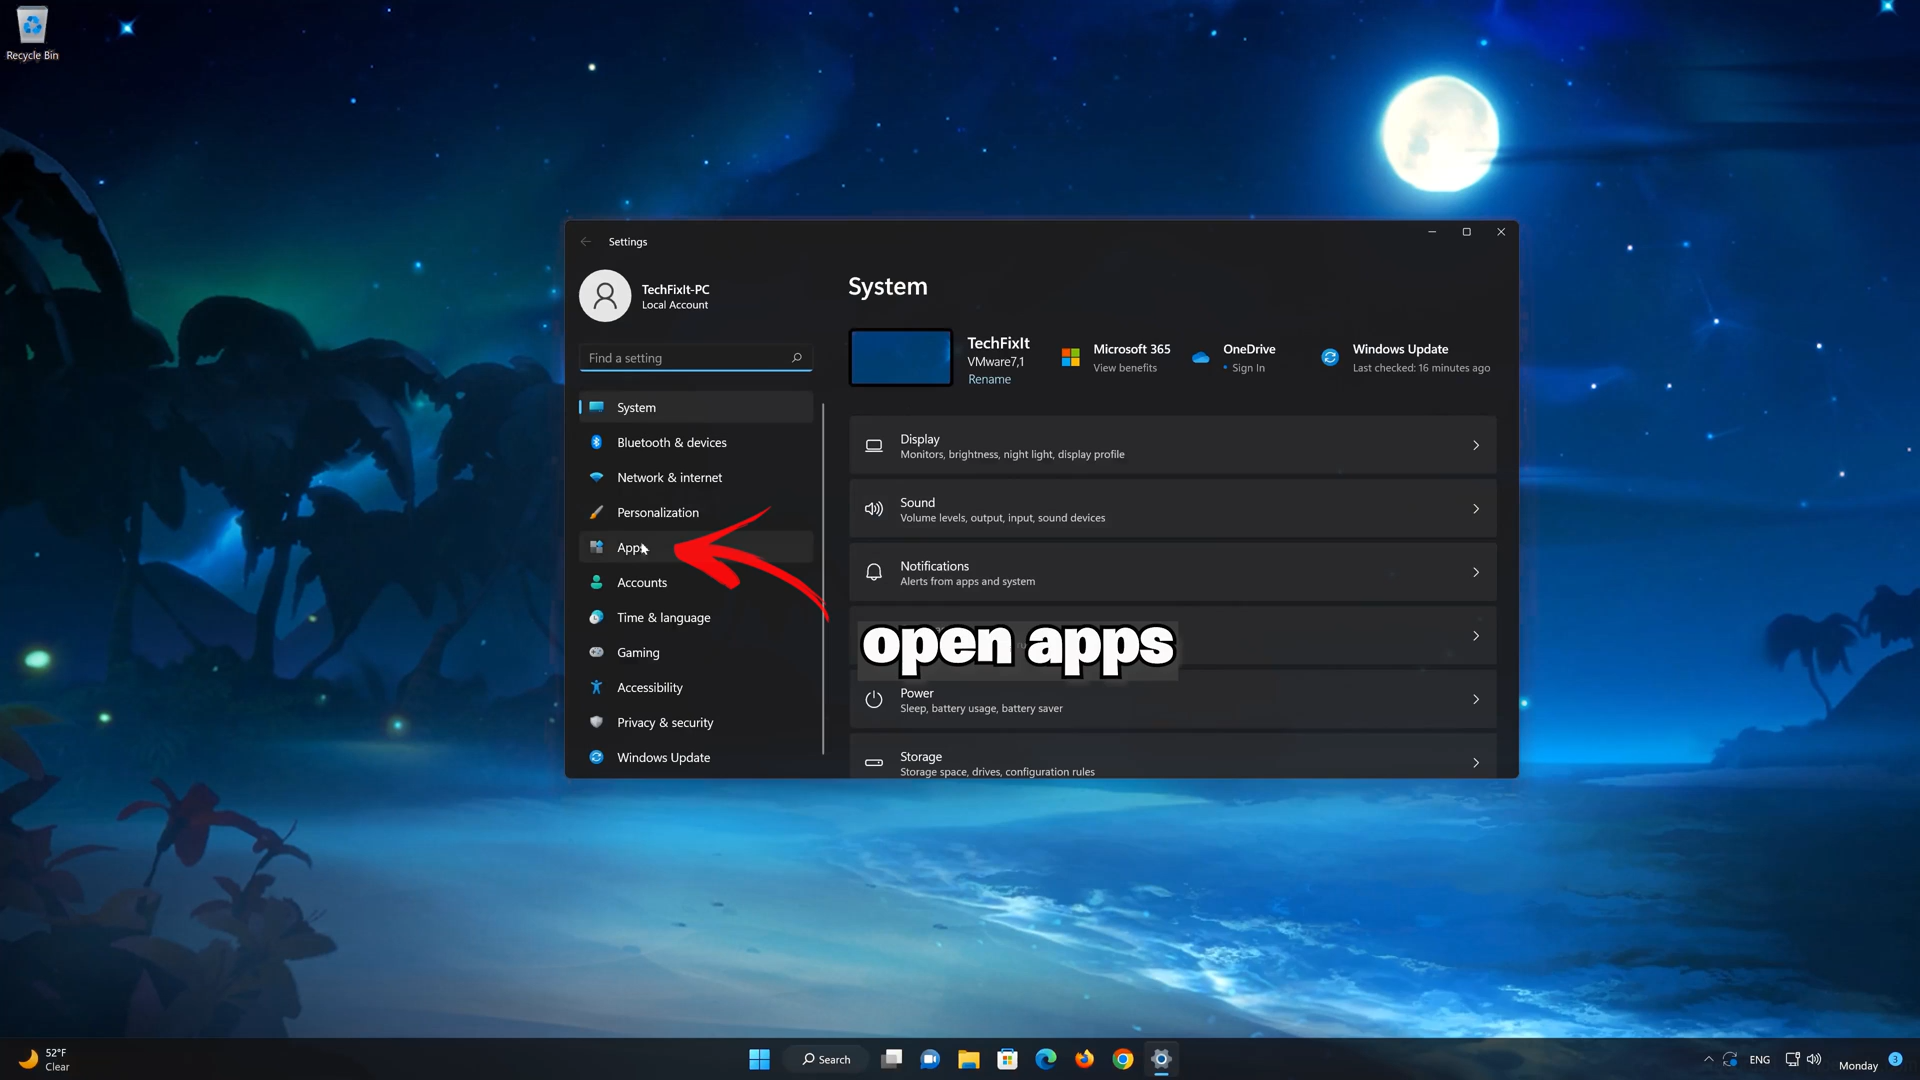 Recycle Bin
Settings
TechFixIt-PC
Local Account
Find a setting
System
Bluetooth & devices
Network & internet
Personalization
Apps
Accounts
Time & language
Gaming
Accessibility
Privacy & security
Windows Update
System
TechFixIt
VMware7,1
Rename
Microsoft 365
View benefits
OneDrive
• Sign In
Windows Update
Last checked: 16 minutes ago
Display
Monitors, brightness, night light, display profile
Sound
Volume levels, output, input, sound devices
Notifications
Alerts from apps and system
open apps
Power
Sleep, battery usage, battery saver
Storage
Storage space, drives, configuration rules
52°F
Clear
Search
ENG
Monday
3